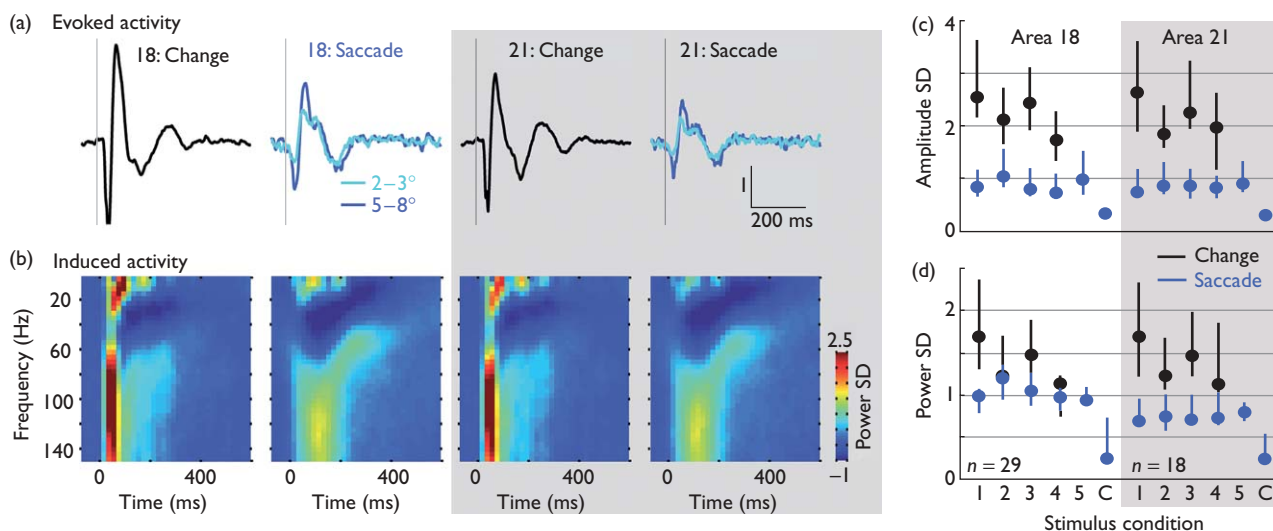 (a) Evoked activity
18: Change
18: Saccade
21: Change
21: Saccade
2–3°
5–8°
1
200 ms
(b) Induced activity
Frequency (Hz)
20
60
100
140
0 400
Time (ms)
0 400
Time (ms)
0 400
Time (ms)
0 400
Time (ms)
2.5
Power SD
–1
(c)
Area 18 Area 21
Amplitude SD
4
2
0
(d)
Change
Saccade
Power SD
2
1
0
n = 29 n = 18
1 2 3 4 5 C 1 2 3 4 5 C
Stimulus condition